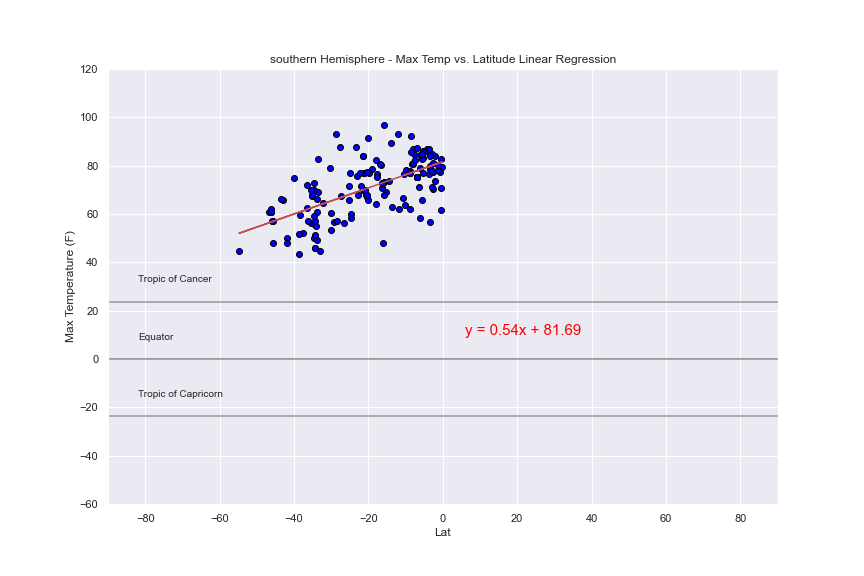 southern Hemisphere - Max Temp vs. Latitude Linear Regression
120
100
80
60
40
20
0
−20
−40
−60
Max Temperature (F)
Tropic of Cancer
y = 0.54x + 81.69
Equator
Tropic of Capricorn
−80 −60 −40 −20 0 20 40 60 80
Lat